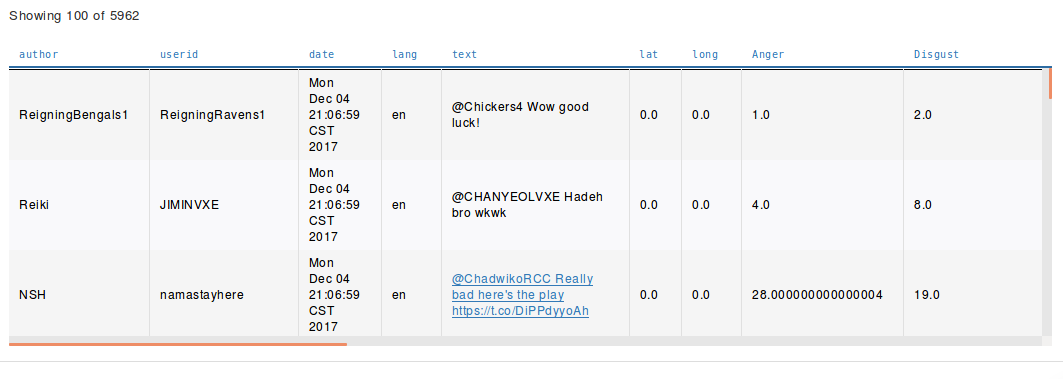 Showing 100 of 5962
author userid date lang text lat long Anger Disgust
Mon
Dec 04
ReigningBengals1 ReigningRavens1 21:06:59 en @Chickers4 Wow good luck! 0.0 0.0 1.0 2.0
CST
2017
Mon
Dec 04
Reiki JIMINVXE 21:06:59 en @CHANYEOLVXE Hadeh bro wkwk 0.0 0.0 4.0 8.0
CST
2017
Mon
Dec 04
NSH namastayhere 21:06:59 en @ChadwikoRCC Really bad here's the play https://t.co/DiPPdyyoAh 0.0 0.0 28.000000000000004 19.0
CST
2017